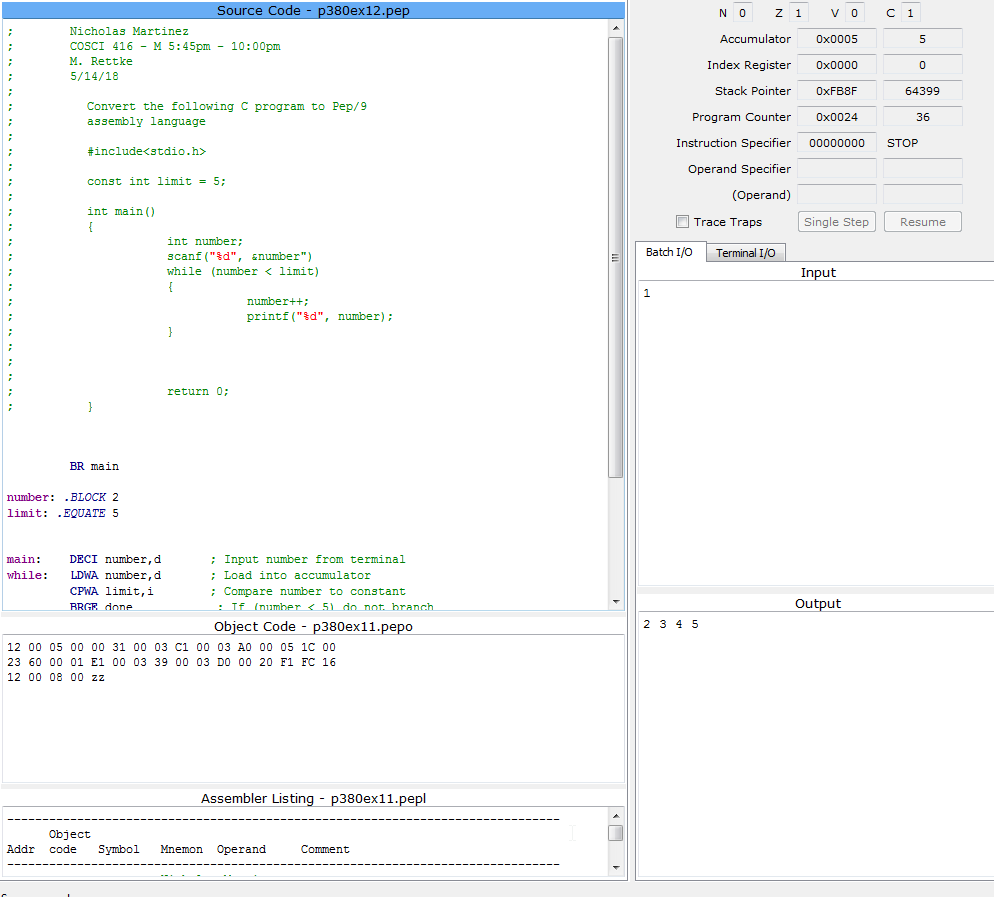 Source Code - p380ex12.pep
; Nicholas Martinez
; COSCI 416 - M 5:45pm - 10:00pm
; M. Rettke
; 5/14/18
;
; Convert the following C program to Pep/9
; assembly language
;
; #include<stdio.h>
;
; const int limit = 5;
;
; int main()
; {
; int number;
; scanf("%d", &number")
; while (number < limit)
; {
; number++;
; printf("%d", number);
; }
;
;
;
; return 0;
; }
BR main
number: .BLOCK 2
limit: .EQUATE 5
main: DECI number,d ; Input number from terminal
while: LDWA number,d ; Load into accumulator
CPWA limit,i ; Compare number to constant
BRGE done ; If (number < 5) do not branch
Object Code - p380ex11.pepo
12 00 05 00 00 31 00 03 C1 00 03 A0 00 05 1C 00
23 60 00 01 E1 00 03 39 00 03 D0 00 20 F1 FC 16
12 00 08 00 zz
Assembler Listing - p380ex11.pepl
-------------------------------------------------------------------------------
Object
Addr code Symbol Mnemon Operand Comment
-------------------------------------------------------------------------------
N 0 Z 1 V 0 C 1
Accumulator 0x0005 5
Index Register 0x0000 0
Stack Pointer 0xFB8F 64399
Program Counter 0x0024 36
Instruction Specifier 00000000 STOP
Operand Specifier
(Operand)
Trace Traps Single Step Resume
Batch I/O Terminal I/O
Input
1
Output
2 3 4 5